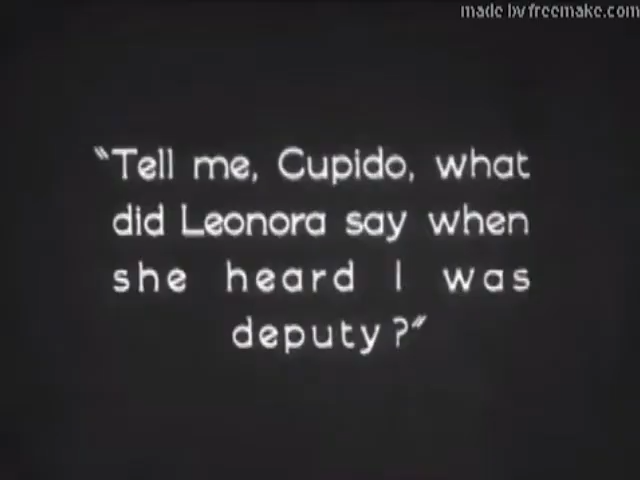 made by freemake.com
"Tell me, Cupido, what
did Leonora say when
she heard I was
deputy?"